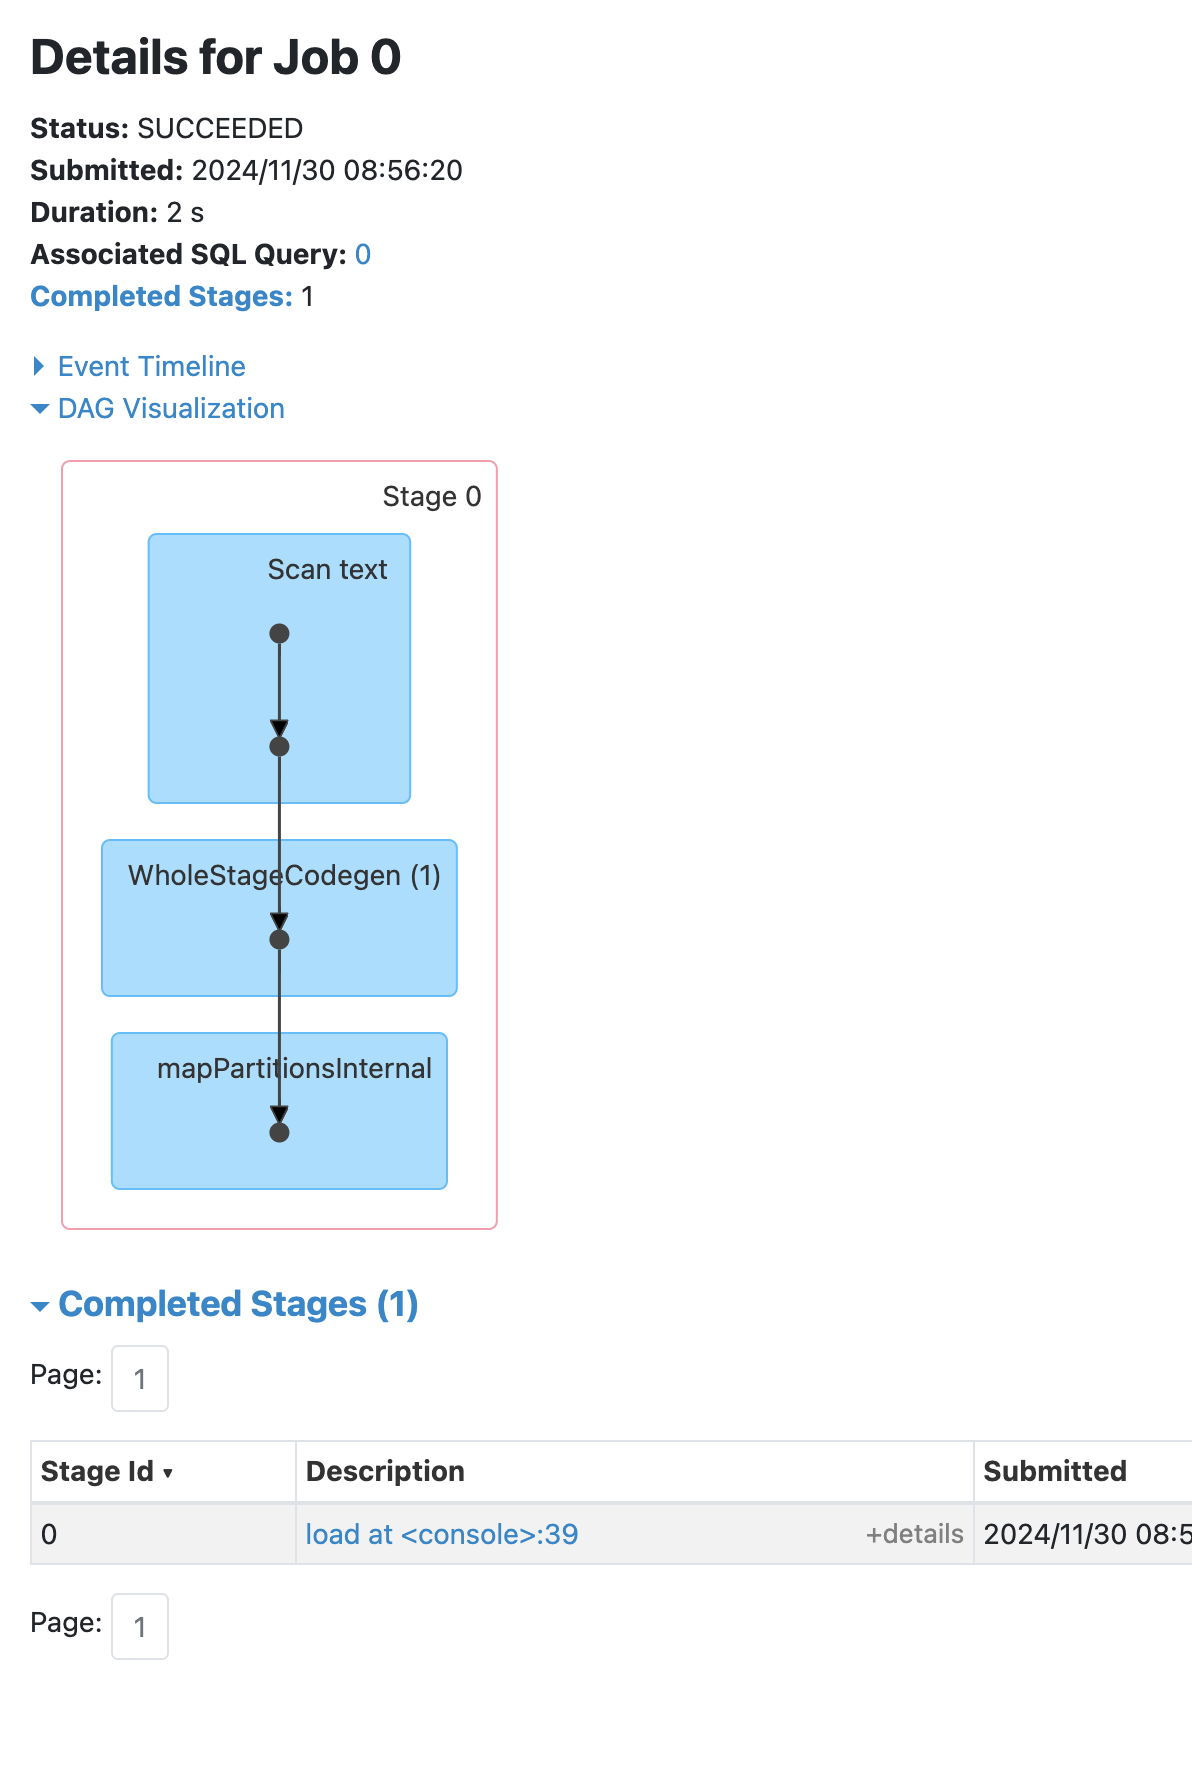 Details for Job 0
Status: SUCCEEDED
Submitted: 2024/11/30 08:56:20
Duration: 2 s
Associated SQL Query: 0
Completed Stages: 1
Event Timeline
DAG Visualization
Stage 0
Scan text
WholeStageCodegen (1)
mapPartitionsInternal
Completed Stages (1)
Page: 1
Stage Id ▾ Description Submitted
0 load at <console>:39 +details 2024/11/30 08:5
Page: 1